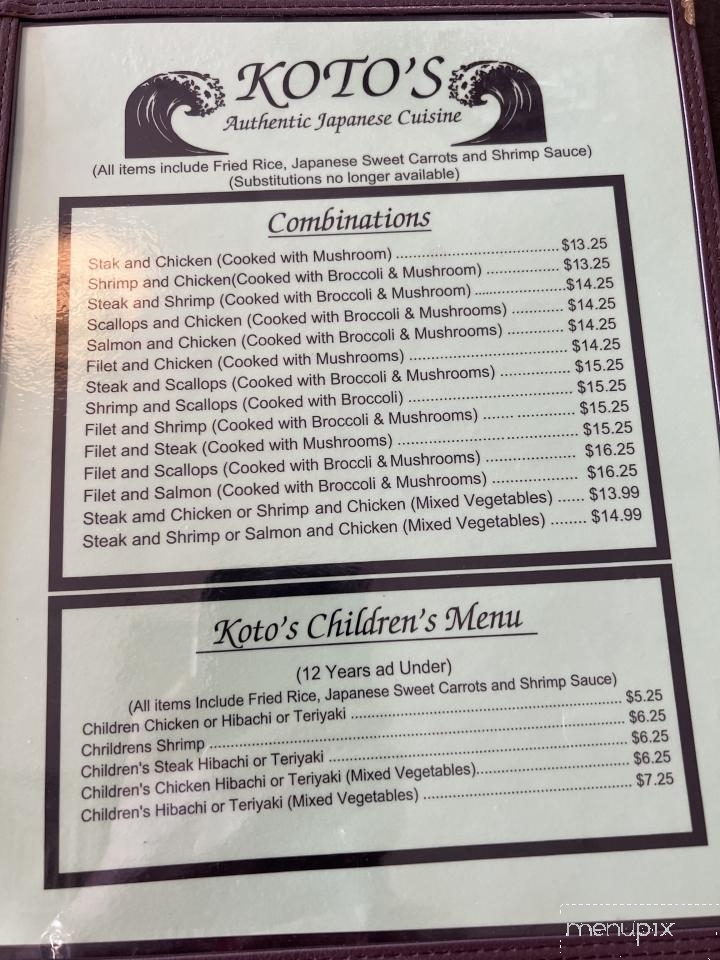 KOTO'S
Authentic Japanese Cuisine
(All items include Fried Rice, Japanese Sweet Carrots and Shrimp Sauce)
(Substitutions no longer available)
Combinations
Stak and Chicken (Cooked with Mushroom) ................................. $13.25
Shrimp and Chicken(Cooked with Broccoli & Mushroom) ............... $13.25
Steak and Shrimp (Cooked with Broccoli & Mushroom) ...................$14.25
Scallops and Chicken (Cooked with Broccoli & Mushrooms) ........... $14.25
Salmon and Chicken (Cooked with Broccoli & Mushrooms) ............ $14.25
Filet and Chicken (Cooked with Mushrooms) ................................. $14.25
Steak and Scallops (Cooked with Broccoli & Mushrooms) ............... $15.25
Shrimp and Scallops (Cooked with Broccoli) .................................. $15.25
Filet and Shrimp (Cooked with Broccoli & Mushrooms) ...... ............ $15.25
Filet and Steak (Cooked with Mushrooms) ..................................... $15.25
Filet and Scallops (Cooked with Broccli & Mushrooms) .................. $16.25
Filet and Salmon (Cooked with Broccoli & Mushrooms) .................. $16.25
Steak amd Chicken or Shrimp and Chicken (Mixed Vegetables) ...... $13.99
Steak and Shrimp or Salmon and Chicken (Mixed Vegetables) ........ $14.99
Koto's Children's Menu
(12 Years ad Under)
(All items Include Fried Rice, Japanese Sweet Carrots and Shrimp Sauce)
Children Chicken or Hibachi or Teriyaki ........................................................ $5.25
Chrildrens Shrimp ..................................................................................... $6.25
Children's Steak Hibachi or Teriyaki ............................................................. $6.25
Children's Chicken Hibachi or Teriyaki (Mixed Vegetables)............................... $6.25
Children's Hibachi or Teriyaki (Mixed Vegetables) .......................................... $7.25
menupix